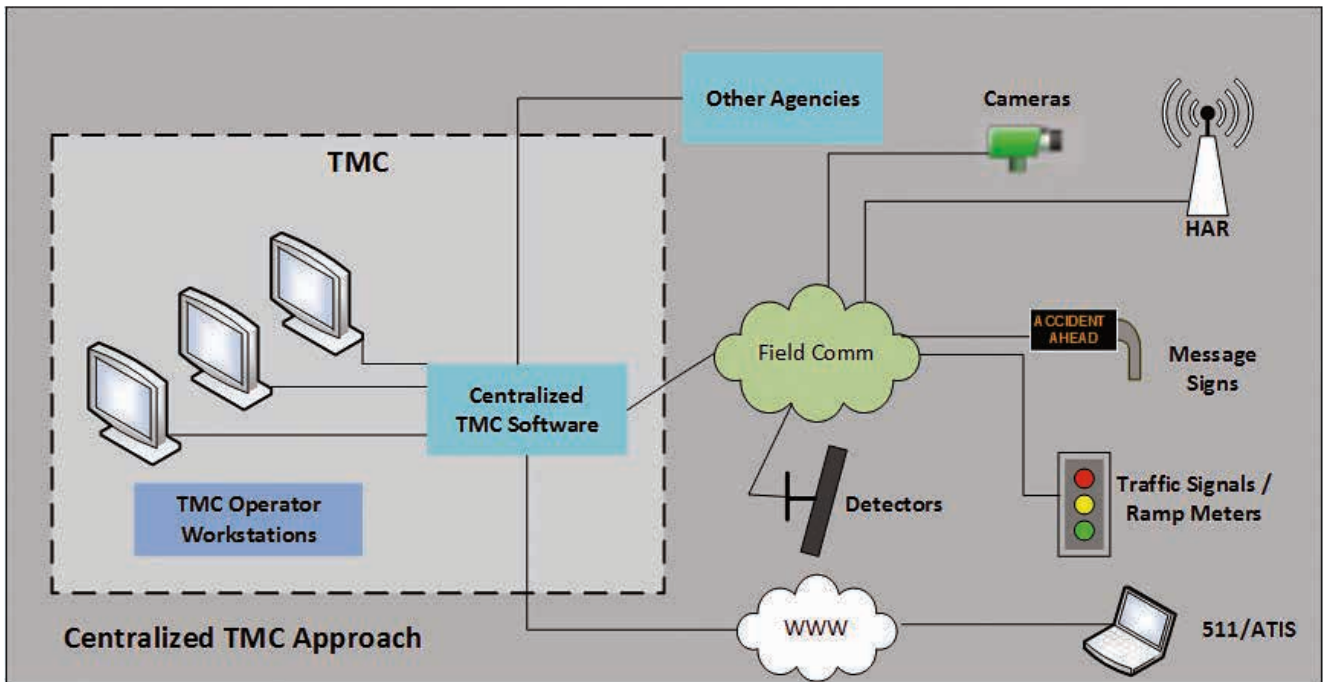 Other Agencies
Cameras
TMC
HAR
ACCIDENT
AHEAD
Field Comm
Message
Signs
Centralized
TMC Software
TMC Operator
Workstations
Detectors
Traffic Signals /
Ramp Meters
Centralized TMC Approach
WWW
511/ATIS